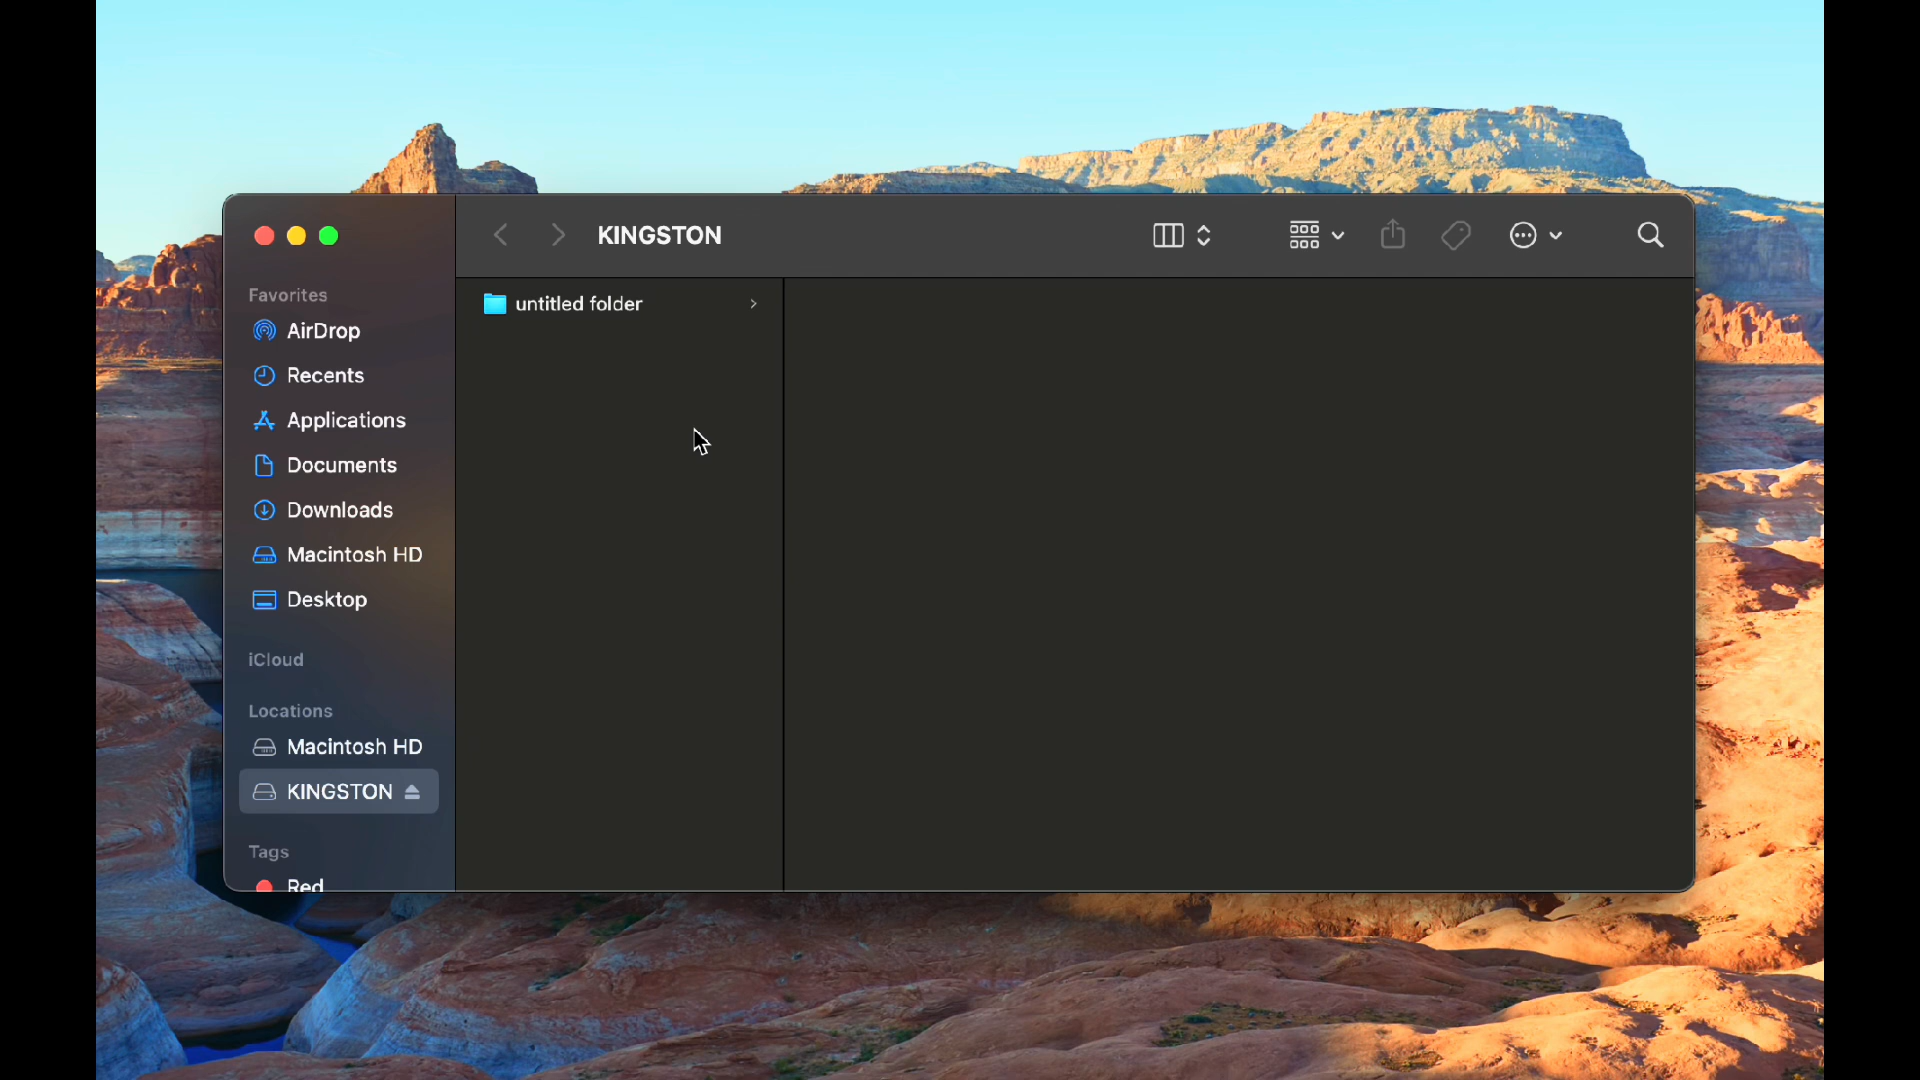 KINGSTON
Favorites
AirDrop
Recents
Applications
Documents
Downloads
Macintosh HD
Desktop
iCloud
Locations
Macintosh HD
KINGSTON
Tags
Red
untitled folder